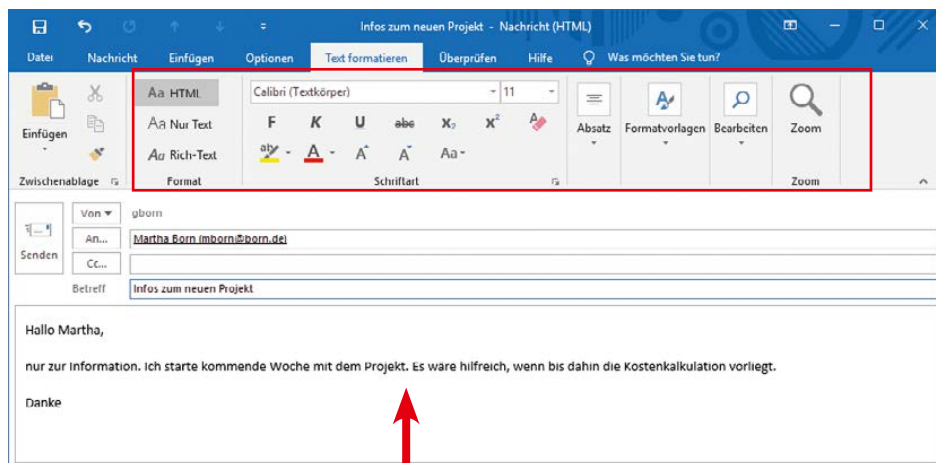 Infos zum neuen Projekt - Nachricht (HTML)
Datei Nachricht Einfügen Optionen Text formatieren Überprüfen Hilfe Was möchten Sie tun?
Aa HTML Calibri (Textkörper) 11
Einfügen Aa Nur Text F K U abc X₂ X² A Absatz Formatvorlagen Bearbeiten Zoom
Aa Rich-Text aby A A A Aa
Zwischenablage Format Schriftart Zoom
Von gborn
Senden An... Martha Born (mborn@born.de)
Cc...
Betreff Infos zum neuen Projekt
Hallo Martha,
nur zur Information. Ich starte kommende Woche mit dem Projekt. Es wäre hilfreich, wenn bis dahin die Kostenkalkulation vorliegt.
Danke